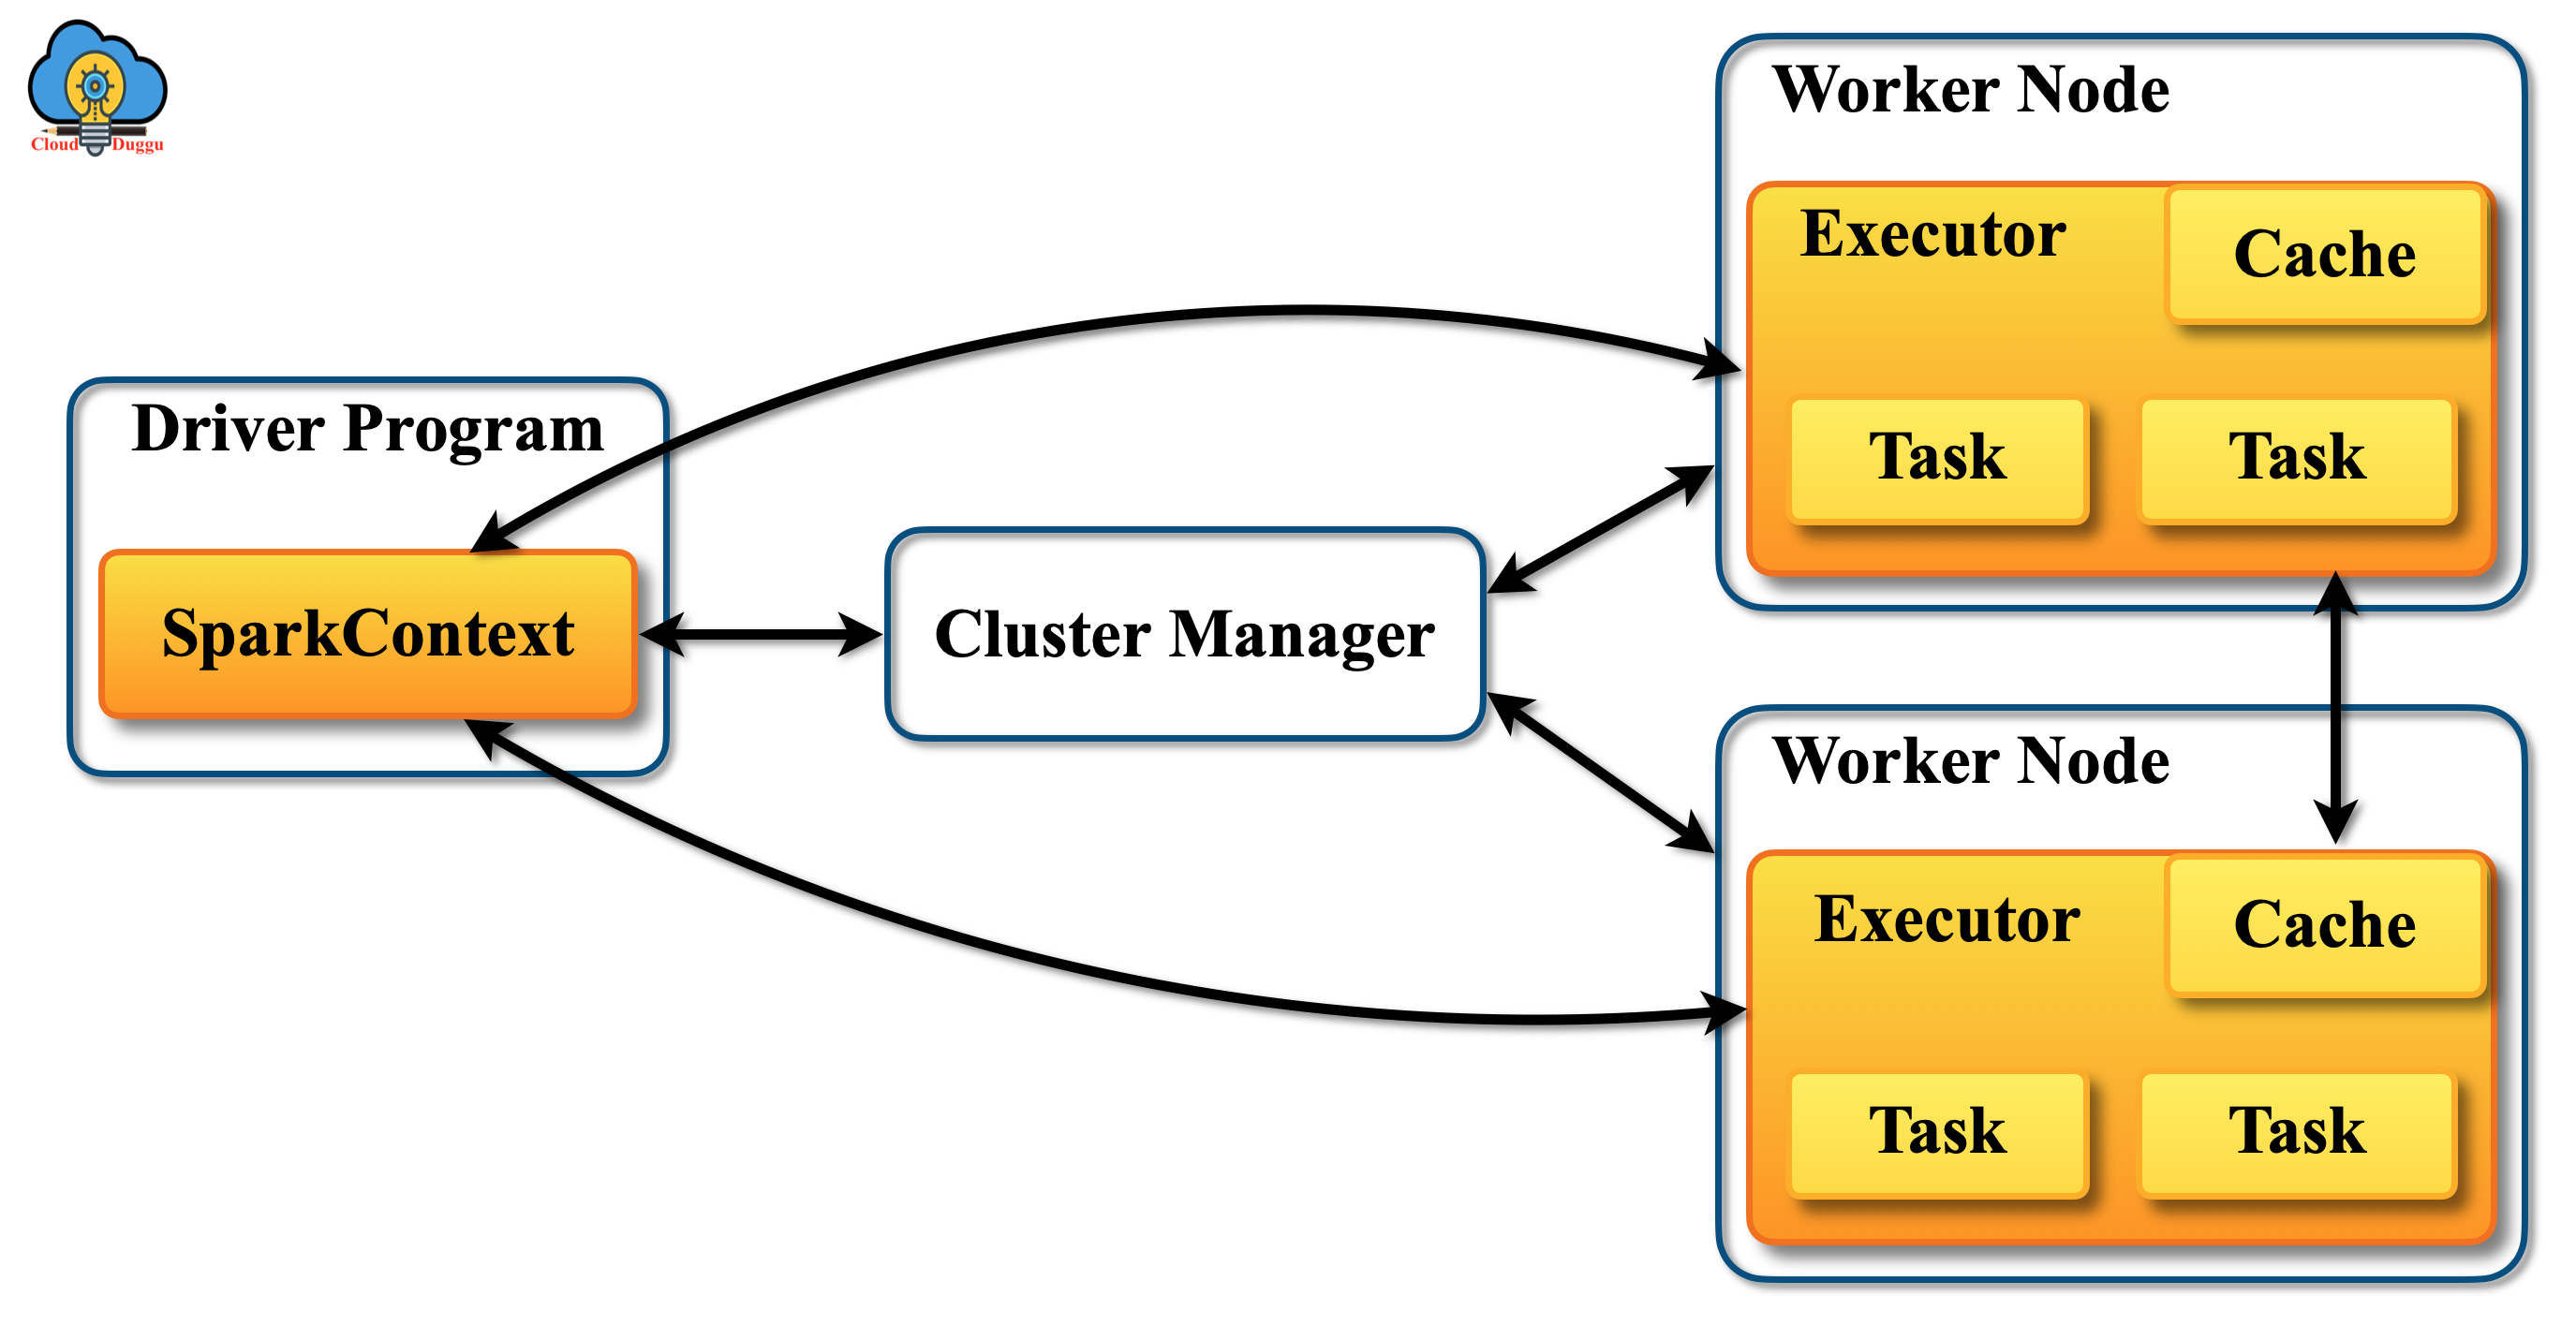 Cloud Duggu
Driver Program
SparkContext
Cluster Manager
Worker Node
Executor
Cache
Task
Task
Worker Node
Executor
Cache
Task
Task